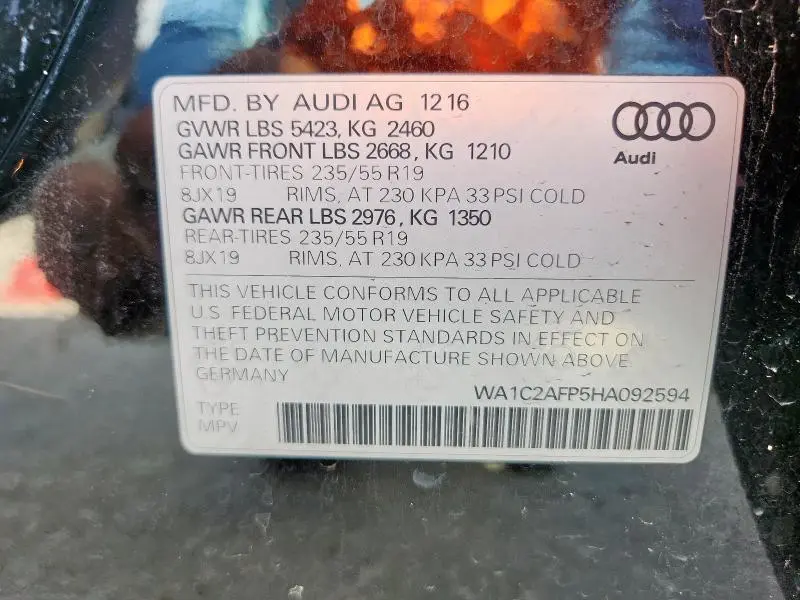 MFD. BY AUDI AG 12 16
GVWR LBS 5423, KG 2460
GAWR FRONT LBS 2668, KG 1210
FRONT-TIRES 235/55 R19
8JX19 RIMS, AT 230 KPA 33 PSI COLD
GAWR REAR LBS 2976, KG 1350
REAR-TIRES 235/55 R19
8JX19 RIMS, AT 230 KPA 33 PSI COLD
Audi
THIS VEHICLE CONFORMS TO ALL APPLICABLE
U.S. FEDERAL MOTOR VEHICLE SAFETY AND
THEFT PREVENTION STANDARDS IN EFFECT ON
THE DATE OF MANUFACTURE SHOWN ABOVE.
GERMANY
WA1C2AFP5HA092594
TYPE
MPV